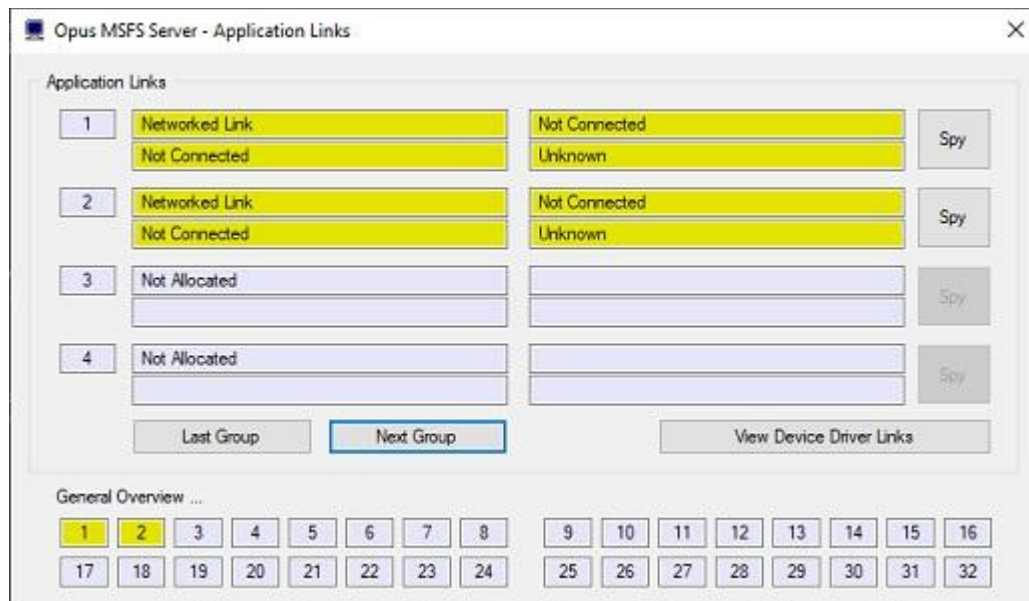 Opus MSFS Server - Application Links
Application Links
1 Networked Link Not Connected Spy
Not Connected Unknown
2 Networked Link Not Connected Spy
Not Connected Unknown
3 Not Allocated Spy
4 Not Allocated Spy
Last Group Next Group View Device Driver Links
General Overview ...
1 2 3 4 5 6 7 8 9 10 11 12 13 14 15 16
17 18 19 20 21 22 23 24 25 26 27 28 29 30 31 32